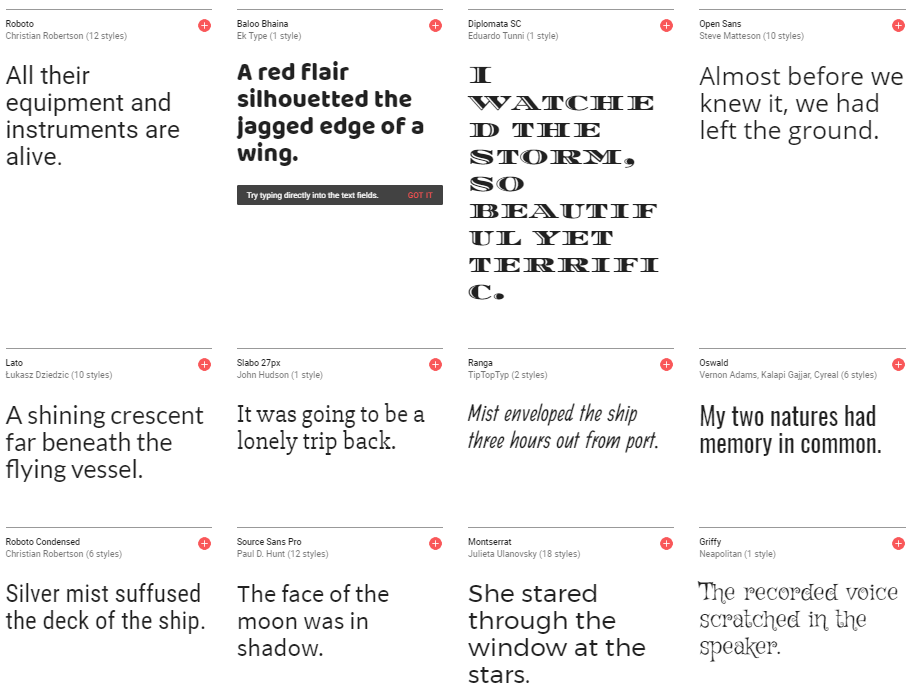 Roboto
Christian Robertson (12 styles)
All their
equipment and
instruments are
alive.
Baloo Bhaina
Ek Type (1 style)
A red flair
silhouetted the
jagged edge of a
wing.
Try typing directly into the text fields. GOT IT
Diplomata SC
Eduardo Tunni (1 style)
I
WATCHE
D THE
STORM,
SO
BEAUTIF
UL YET
TERRIFI
C.
Open Sans
Steve Matteson (10 styles)
Almost before we
knew it, we had
left the ground.
Lato
Łukasz Dziedzic (10 styles)
A shining crescent
far beneath the
flying vessel.
Slabo 27px
John Hudson (1 style)
It was going to be a
lonely trip back.
Ranga
TipTopTyp (2 styles)
Mist enveloped the ship
three hours out from port.
Oswald
Vernon Adams, Kalapi Gajjar, Cyreal (6 styles)
My two natures had
memory in common.
Roboto Condensed
Christian Robertson (6 styles)
Silver mist suffused
the deck of the ship.
Source Sans Pro
Paul D. Hunt (12 styles)
The face of the
moon was in
shadow.
Montserrat
Julieta Ulanovsky (18 styles)
She stared
through the
window at the
stars.
Griffy
Neapolitan (1 style)
The recorded voice
scratched in the
speaker.